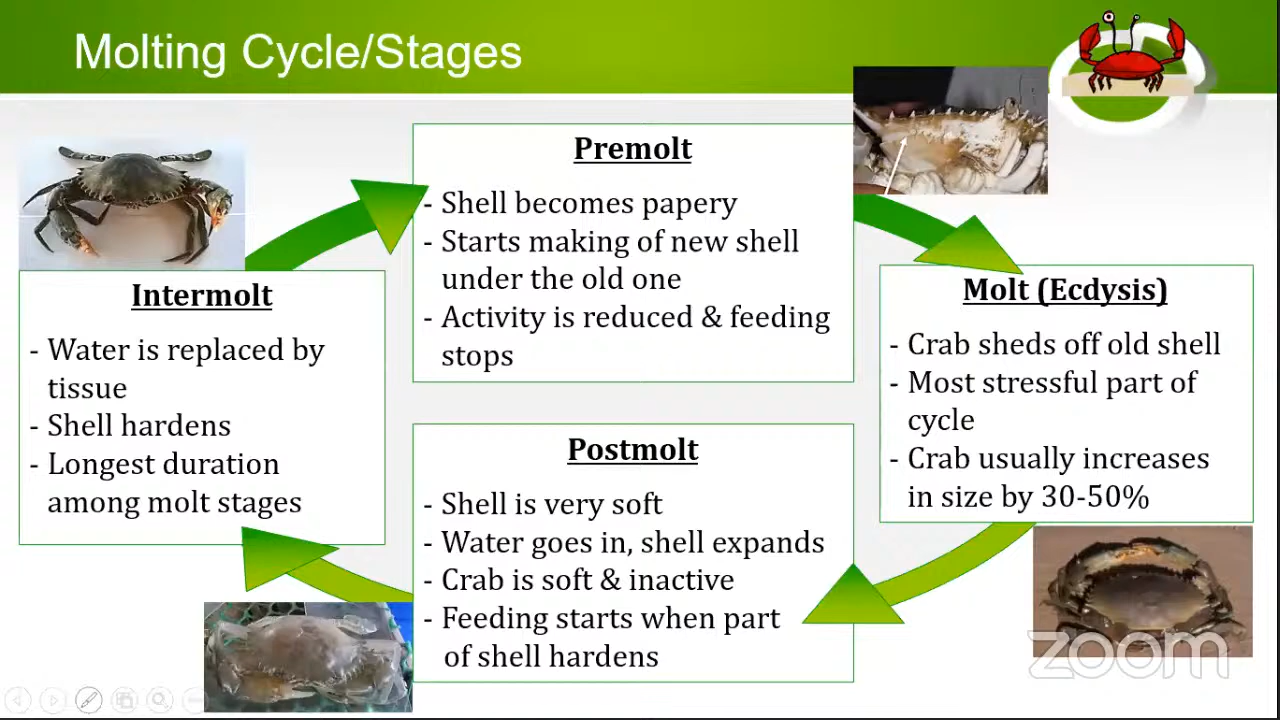 Molting Cycle/Stages
Premolt
- Shell becomes papery
- Starts making of new shell
under the old one
- Activity is reduced & feeding
stops
Intermolt
- Water is replaced by
tissue
- Shell hardens
- Longest duration
among molt stages
Molt (Ecdysis)
- Crab sheds off old shell
- Most stressful part of
cycle
- Crab usually increases
in size by 30-50%
Postmolt
- Shell is very soft
- Water goes in, shell expands
- Crab is soft & inactive
- Feeding starts when part
of shell hardens
zoom